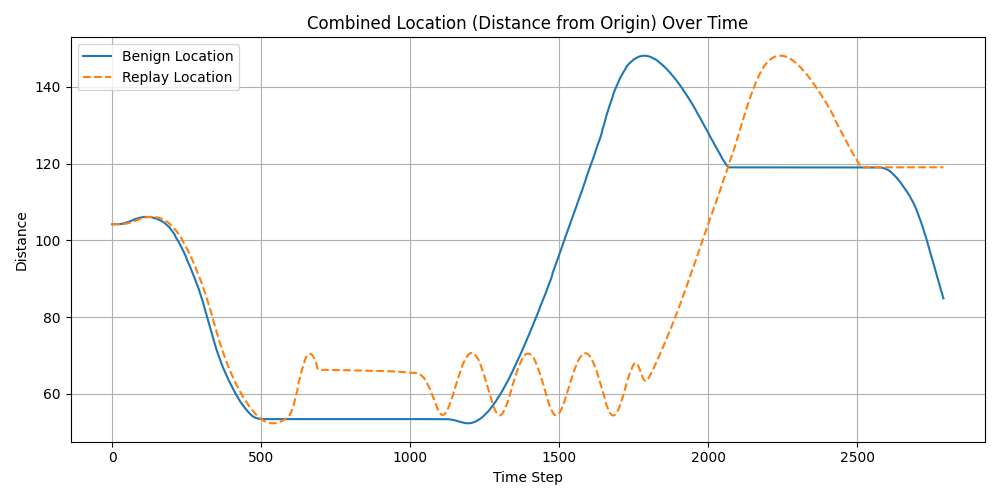 Combined Location (Distance from Origin) Over Time
Benign Location
Replay Location
140
120
100
80
60
Distance
0 500 1000 1500 2000 2500
Time Step